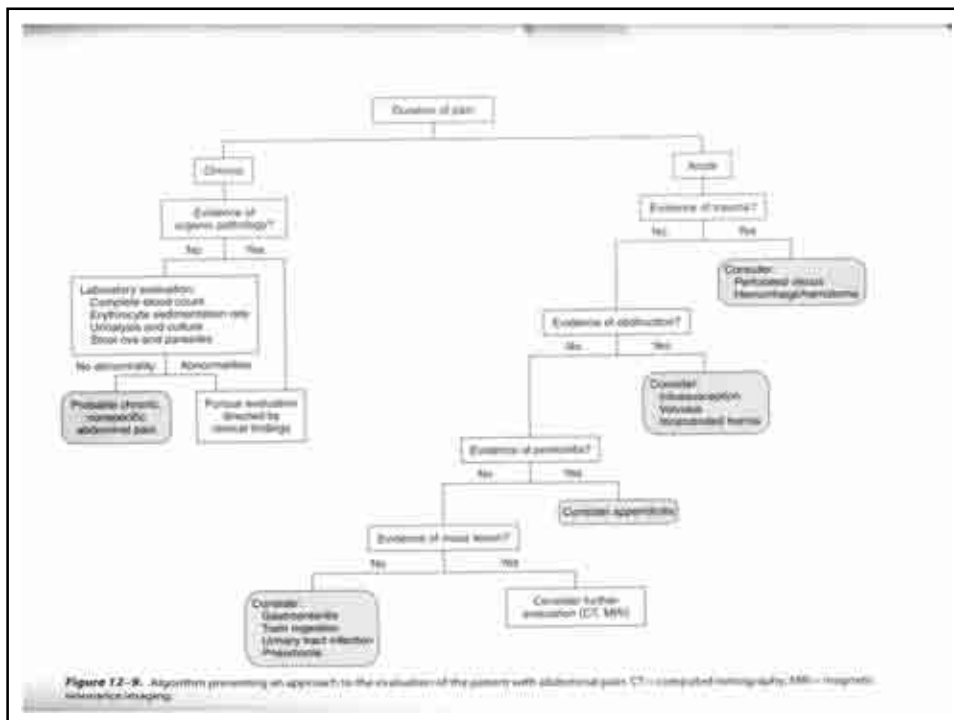 Duration of pain
Chronic
Acute
Evidence of
organic pathology?
Evidence of trauma?
No
Yes
No
Yes
Laboratory evaluation:
Complete blood count
Erythrocyte sedimentation rate
Urinalysis and culture
Stool ova and parasites
Consider:
Perforated viscus
Hemorrhage/hematoma
Evidence of obstruction?
No
Yes
No abnormality
Abnormalities
Probable chronic,
nonspecific
abdominal pain
Pursue evaluation
directed by
clinical findings
Consider:
Intussusception
Volvulus
Incarcerated hernia
Evidence of peritonitis?
No
Yes
Consider appendicitis
Evidence of mass lesion?
No
Yes
Consider:
Gastroenteritis
Toxin ingestion
Urinary tract infection
Pneumonia
Consider further
evaluation (CT, MRI)
Figure 12–9. Algorithm presenting an approach to the evaluation of the patient with abdominal pain. CT = computed tomography; MRI = magnetic
resonance imaging.